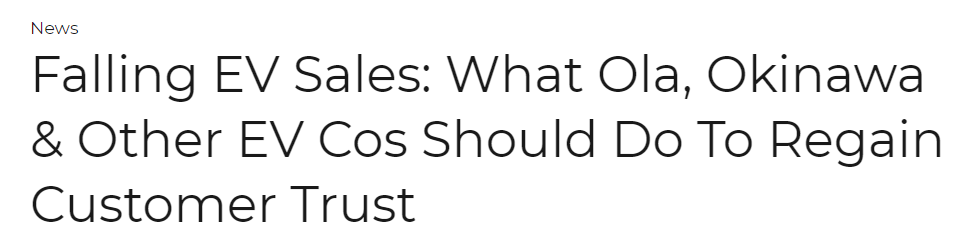 News
Falling EV Sales: What Ola, Okinawa
& Other EV Cos Should Do To Regain
Customer Trust